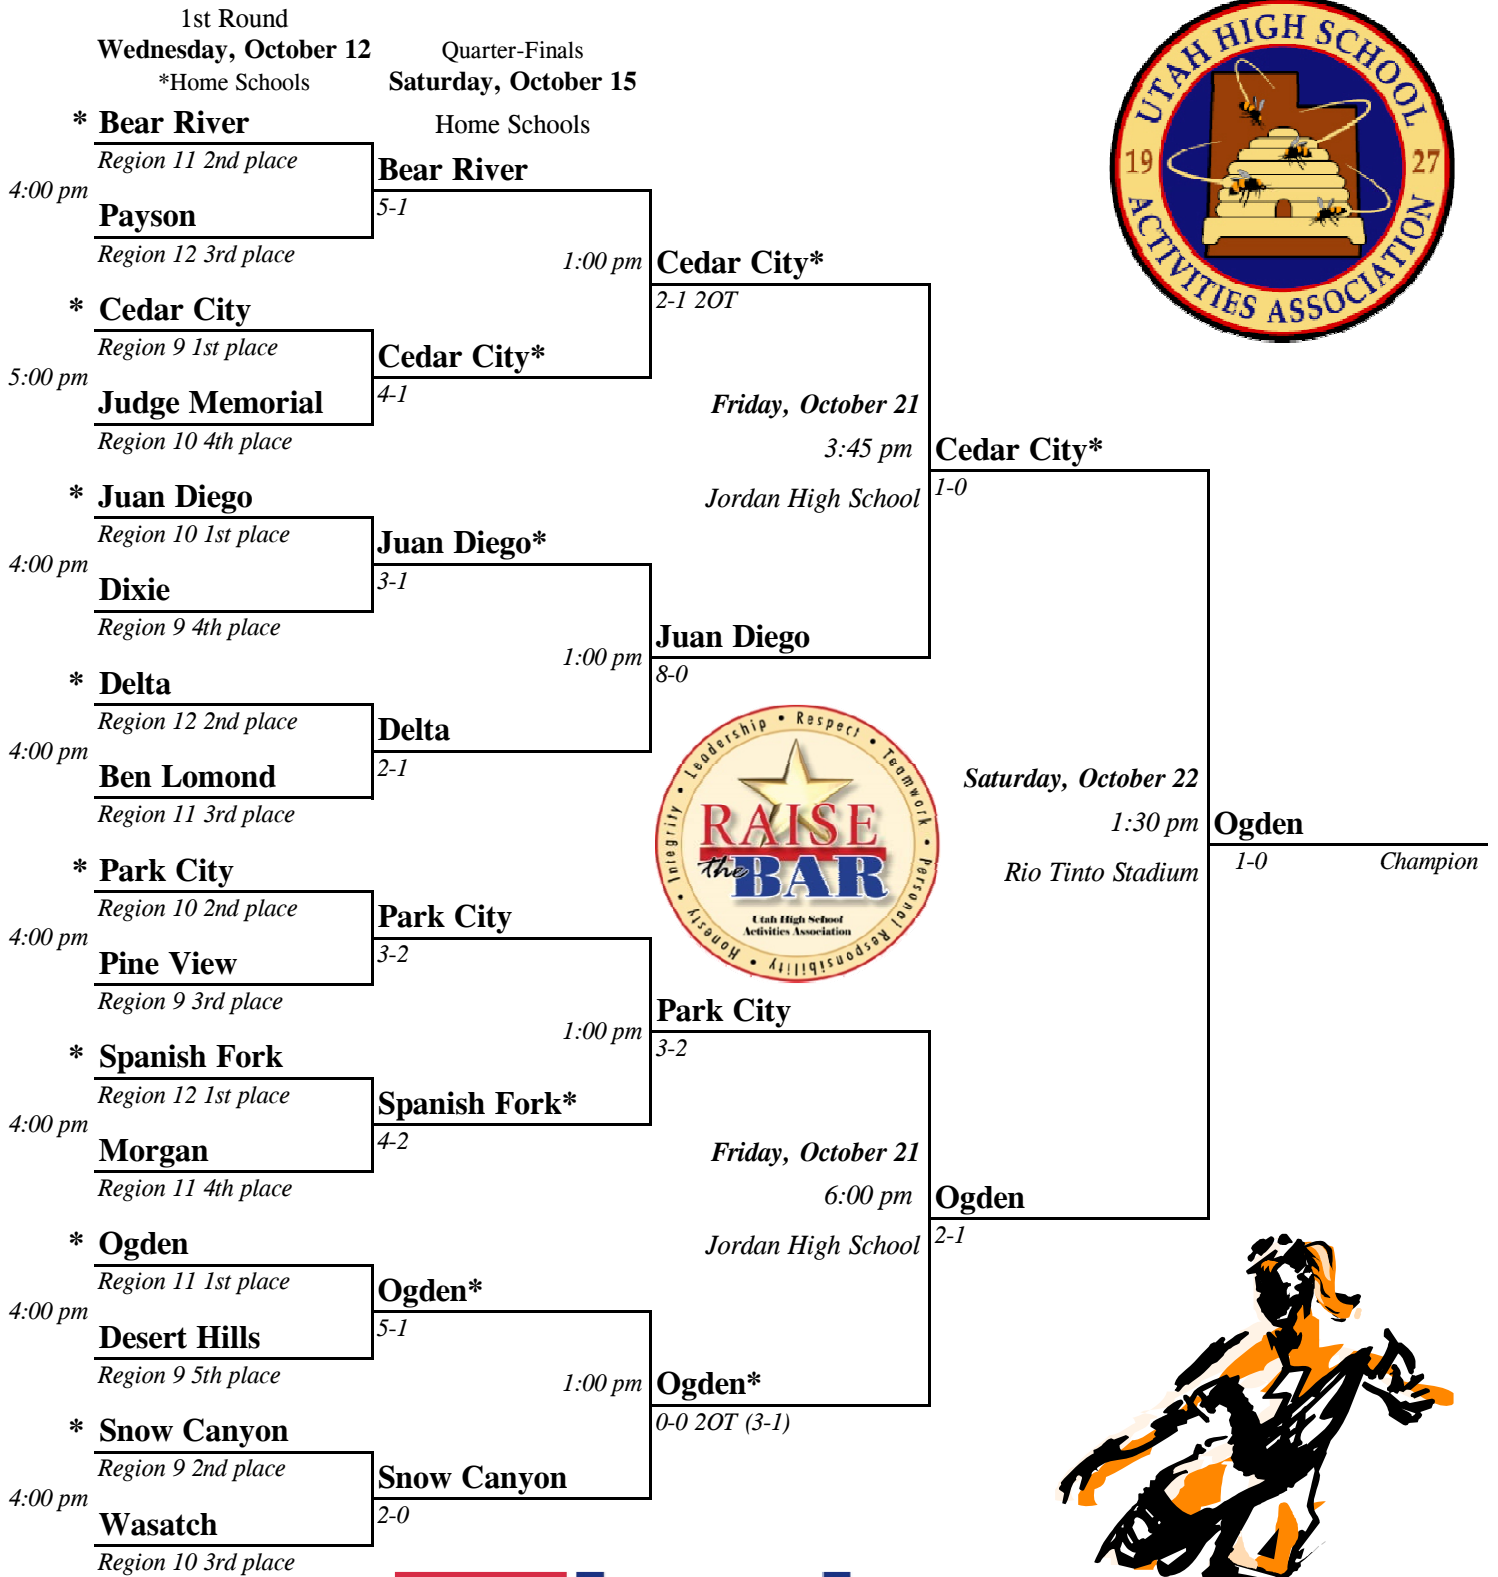 1st Round
Wednesday, October 12
*Home Schools
Quarter-Finals
Saturday, October 15
Home Schools
UTAH HIGH SCHOOL
19 27
ACTIVITIES ASSOCIATION
* Bear River
Region 11 2nd place
4:00 pm
Payson
Region 12 3rd place
Bear River
5-1
1:00 pm
Cedar City*
2-1 2OT
* Cedar City
Region 9 1st place
5:00 pm
Judge Memorial
Region 10 4th place
Cedar City*
4-1
Friday, October 21
3:45 pm
Jordan High School
Cedar City*
1-0
* Juan Diego
Region 10 1st place
4:00 pm
Dixie
Region 9 4th place
Juan Diego*
3-1
1:00 pm
Juan Diego
8-0
* Delta
Region 12 2nd place
4:00 pm
Ben Lomond
Region 11 3rd place
Delta
2-1
Honesty • Integrity • Leadership • Respect • Teamwork • Personal Responsibility •
RAISE
the BAR
Utah High School
Activities Association
Saturday, October 22
1:30 pm
Rio Tinto Stadium
Ogden
1-0 Champion
* Park City
Region 10 2nd place
4:00 pm
Pine View
Region 9 3rd place
Park City
3-2
1:00 pm
Park City
3-2
* Spanish Fork
Region 12 1st place
4:00 pm
Morgan
Region 11 4th place
Spanish Fork*
4-2
Friday, October 21
6:00 pm
Jordan High School
Ogden
2-1
* Ogden
Region 11 1st place
4:00 pm
Desert Hills
Region 9 5th place
Ogden*
5-1
1:00 pm
Ogden*
0-0 2OT (3-1)
* Snow Canyon
Region 9 2nd place
4:00 pm
Wasatch
Region 10 3rd place
Snow Canyon
2-0